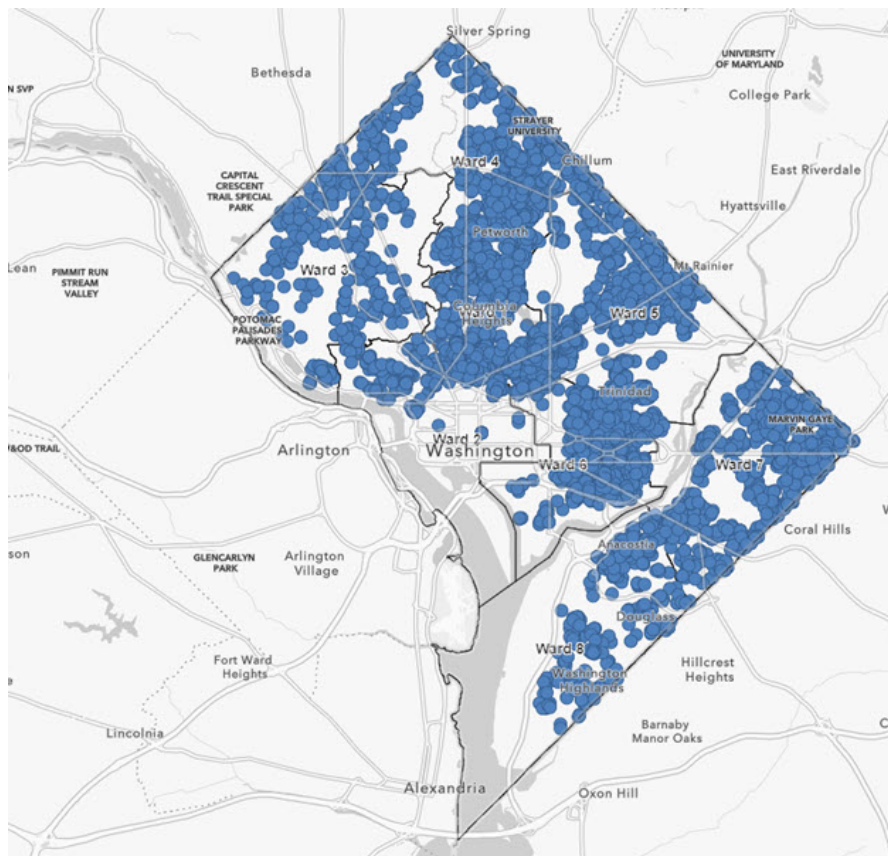 Silver Spring
Bethesda
UNIVERSITY
OF MARYLAND
N SVP
College Park
STRAYER
UNIVERSITY
Chillum
Ward 4
East Riverdale
CAPITAL
CRESCENT
TRAIL SPECIAL
PARK
Hyattsville
Petworth
Lean
PIMMIT RUN
STREAM
VALLEY
Ward 3
Mt Rainier
Columbia
Heights
Ward
Ward 5
POTOMAC
PALISADES
PARKWAY
Trinidad
MARVIN GAYE
PARK
Ward 2
Washington
Arlington
&OD TRAIL
Ward 6
Ward 7
Coral Hills
son
GLENCARLYN
PARK
Arlington
Village
Anacostia
Douglass
Ward 8
Fort Ward
Heights
Washington
Highlands
Hillcrest
Heights
Lincolnia
Barnaby
Manor Oaks
Alexandria
Oxon Hill